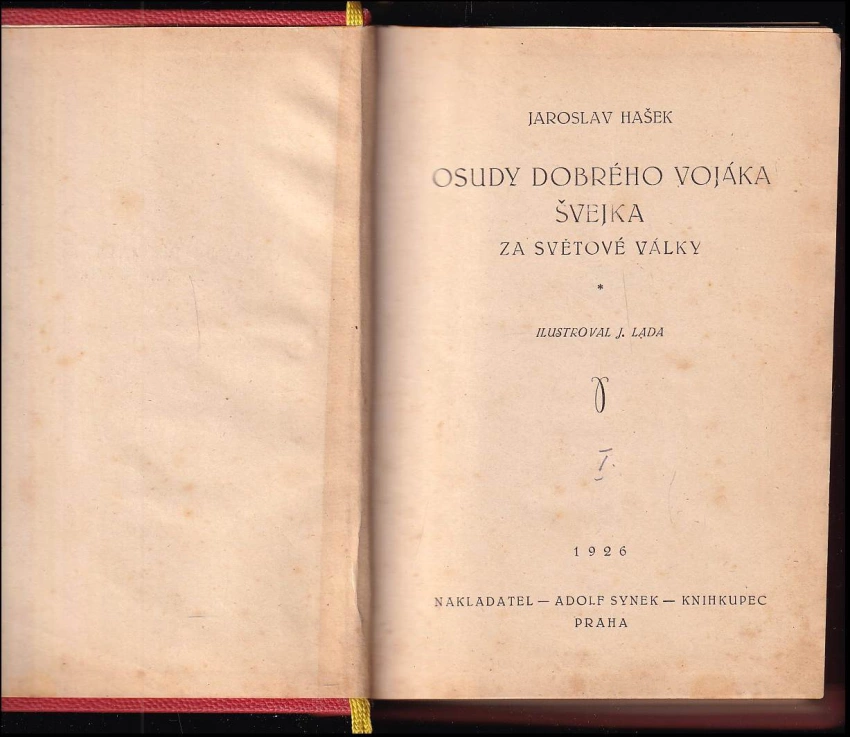 JAROSLAV HAŠEK
OSUDY DOBRÉHO VOJÁKA
ŠVEJKA
ZA SVĚTOVÉ VÁLKY
*
ILUSTROVAL J. LADA
I.
1926
NAKLADATEL — ADOLF SYNEK — KNIHKUPEC
PRAHA